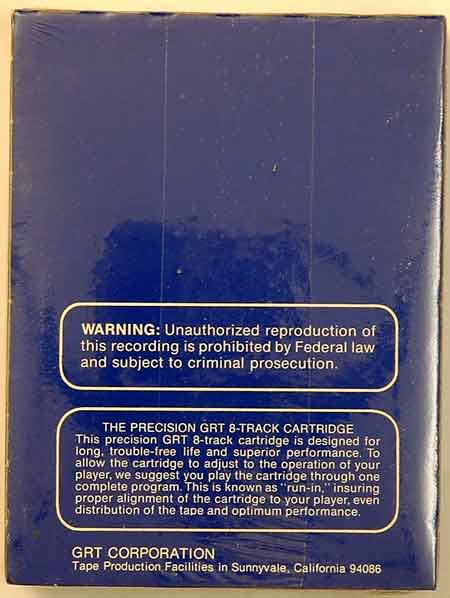 WARNING: Unauthorized reproduction of
this recording is prohibited by Federal law
and subject to criminal prosecution.
THE PRECISION GRT 8-TRACK CARTRIDGE
This precision GRT 8-track cartridge is designed for
long, trouble-free life and superior performance. To
allow the cartridge to adjust to the operation of your
player, we suggest you play the cartridge through one
complete program. This is known as "run-in," insuring
proper alignment of the cartridge to your player, even
distribution of the tape and optimum performance.
GRT CORPORATION
Tape Production Facilities in Sunnyvale, California 94086